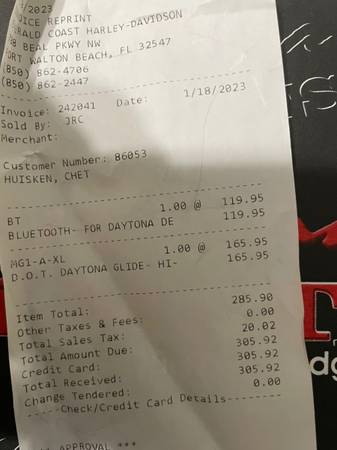 /2023
OICE REPRINT
RALD COAST HARLEY-DAVIDSON
8 BEAL PKWY NW
ORT WALTON BEACH, FL 32547
(850) 862-4706
(850) 862-2447
Invoice: 242041 Date: 1/18/2023
Sold By: JRC
Merchant:
Customer Number: 86053
HUISKEN, CHET
BT 1.00 @ 119.95
BLUETOOTH- FOR DAYTONA DE 119.95
MG1-A-XL 1.00 @ 165.95
D.O.T. DAYTONA GLIDE- HI- 165.95
Item Total: 285.90
Other Taxes & Fees: 0.00
Total Sales Tax: 20.02
Total Amount Due: 305.92
Credit Card: 305.92
Total Received: 305.92
Change Tendered: 0.00
-----Check/Credit Card Details--------
APPROVAL ***